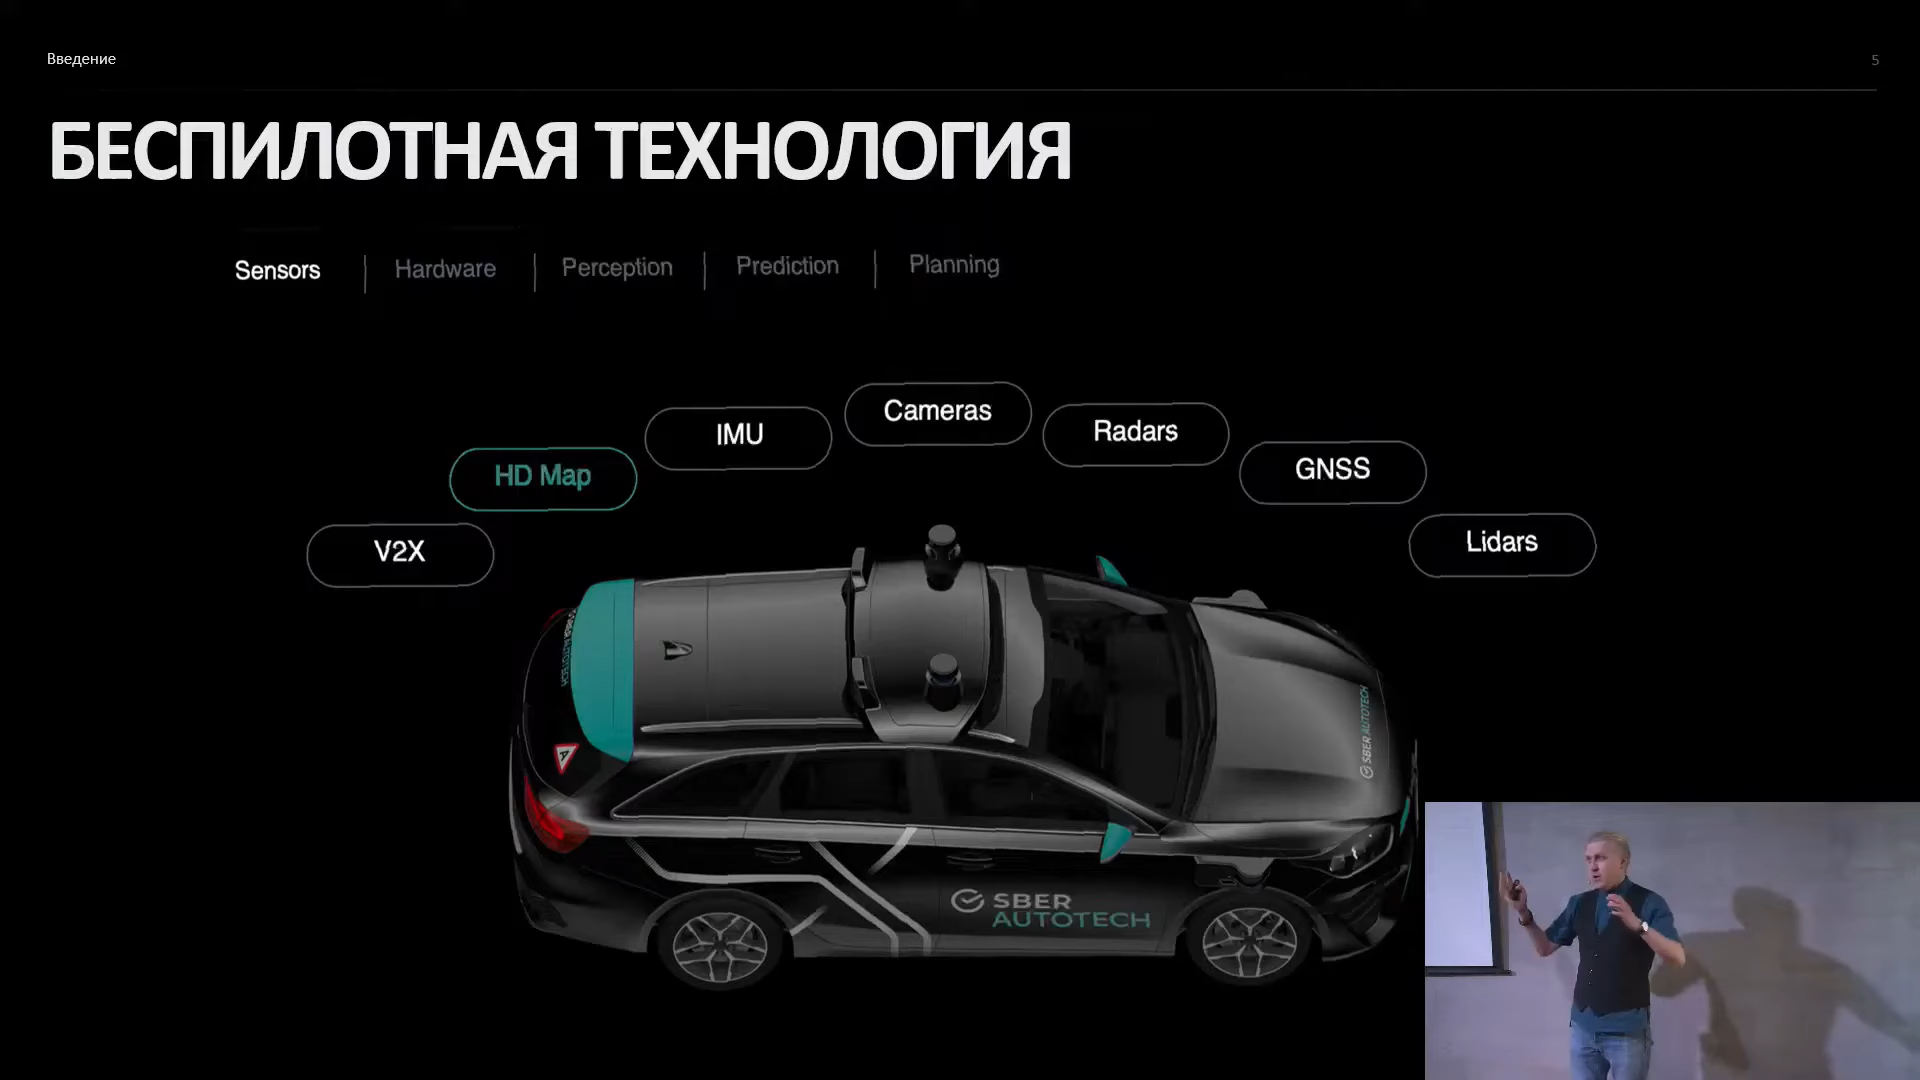 Введение
5
БЕСПИЛОТНАЯ ТЕХНОЛОГИЯ
Sensors
Hardware
Perception
Prediction
Planning
Cameras
IMU
Radars
HD Map
GNSS
V2X
Lidars
SBER AUTOTECH
SBER
AUTOTECH